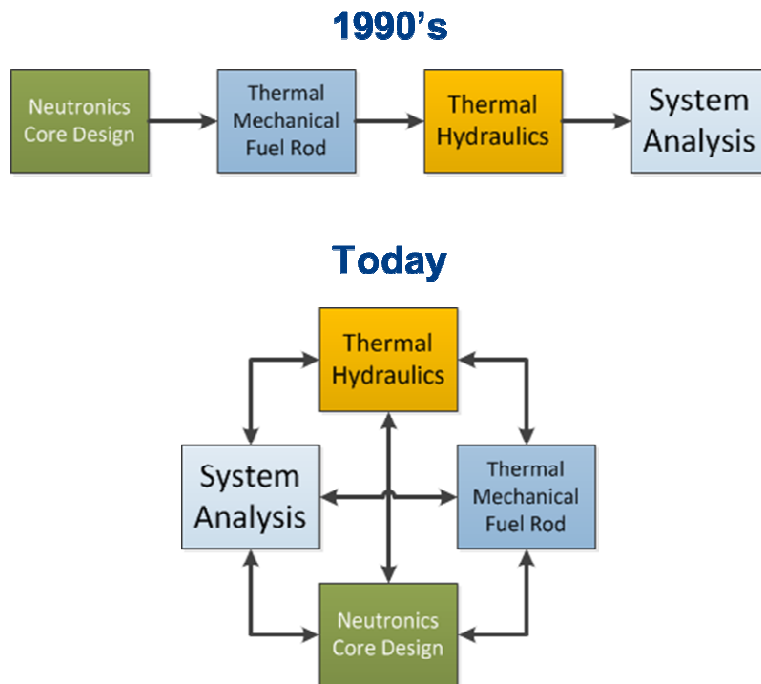 1990’s
Neutronics
Core Design
Thermal
Mechanical
Fuel Rod
Thermal
Hydraulics
System
Analysis
Today
Thermal
Hydraulics
System
Analysis
Thermal
Mechanical
Fuel Rod
Neutronics
Core Design